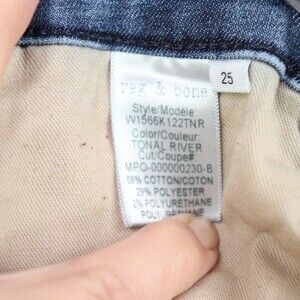 rag & bone
25
Style/Modèle:
W1566K122TNR
Color/Couleur:
TONAL RIVER
Cut/Coupe#
MPO-000000230-B
69% COTTON/COTON
29% POLYESTER
2% POLYURETHANE
POLYURETHANE